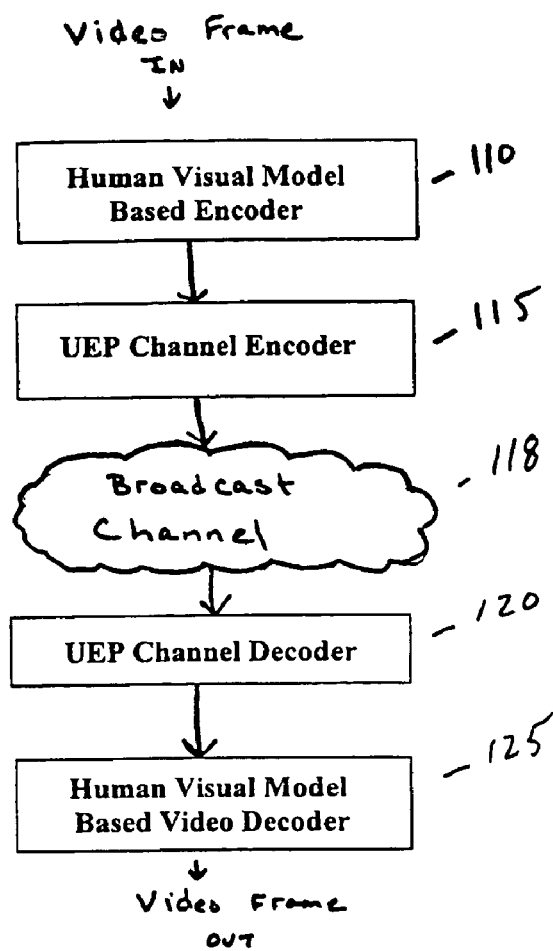 Video Frame
IN
Human Visual Model
Based Encoder
110
UEP Channel Encoder
115
Broadcast
Channel
118
UEP Channel Decoder
120
Human Visual Model
Based Video Decoder
125
Video Frame
OUT